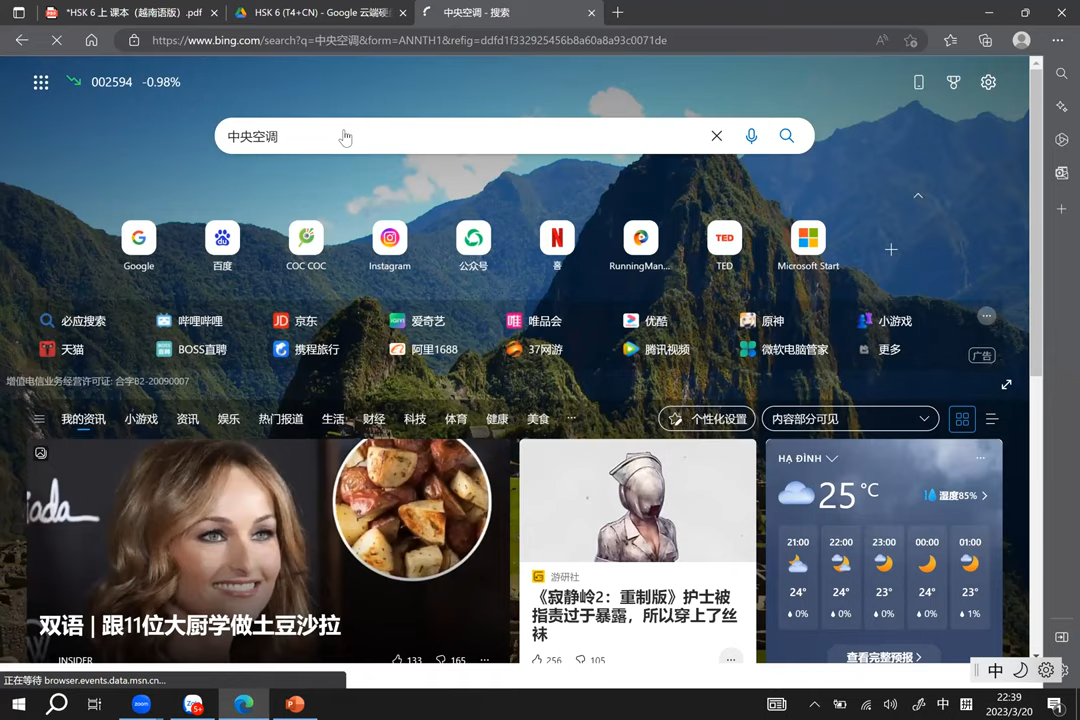 *HSK 6 上 课本（越南语版）.pdf
HSK 6 (T4+CN) - Google 云端硬
中央空调 - 搜索
https://www.bing.com/search?q=中央空调&form=ANNTH1&refig=ddfd1f332925456b8a60a8a93c0071de
002594 -0.98%
中央空调
Google
百度
COC COC
Instagram
公众号
喜
RunningMan...
TED
TED
Microsoft Start
必应搜索
哔哩哔哩
JD 京东
爱奇艺
唯 唯品会
优酷
原神
小游戏
天猫
BOSS直聘
携程旅行
阿里1688
37网游
腾讯视频
微软电脑管家
更多
广告
增值电信业务经营许可证: 合字B2-20090007
我的资讯
小游戏
资讯
娱乐
热门报道
生活
财经
科技
体育
健康
美食
...
个性化设置
内容部分可见
iada
双语 | 跟11位大厨学做土豆沙拉
INSIDER
133
165
游研社
《寂静岭2：重制版》护士被
指责过于暴露，所以穿上了丝
袜
256
105
HẠ ĐÌNH
25 °C
湿度85%
21:00 22:00 23:00 00:00 01:00
24° 24° 23° 24° 23°
0% 0% 0% 0% 1%
查看完整预报
正在等待 browser.events.data.msn.cn...
中
zoom
5+
中
拼
22:39
2023/3/20
1